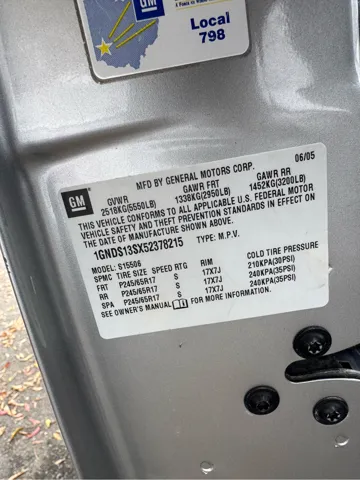 GM
Local
798
GM
MFD BY GENERAL MOTORS CORP. 06/05
GVWR GAWR FRT GAWR RR
2518KG(5550LB) 1338KG(2950LB) 1452KG(3200LB)
THIS VEHICLE CONFORMS TO ALL APPLICABLE U.S. FEDERAL MOTOR
VEHICLE SAFETY AND THEFT PREVENTION STANDARDS IN EFFECT ON
THE DATE OF MANUFACTURE SHOWN ABOVE.
1GNDS13SX52378215 TYPE: M.P.V.
MODEL: S15506
SPMC TIRE SIZE SPEED RTG RIM COLD TIRE PRESSURE
FRT P245/65R17 S 17X7J 210KPA(30PSI)
RR P245/65R17 S 17X7J 240KPA(35PSI)
SPA P245/65R17 S 17X7J 240KPA(35PSI)
SEE OWNER'S MANUAL FOR MORE INFORMATION